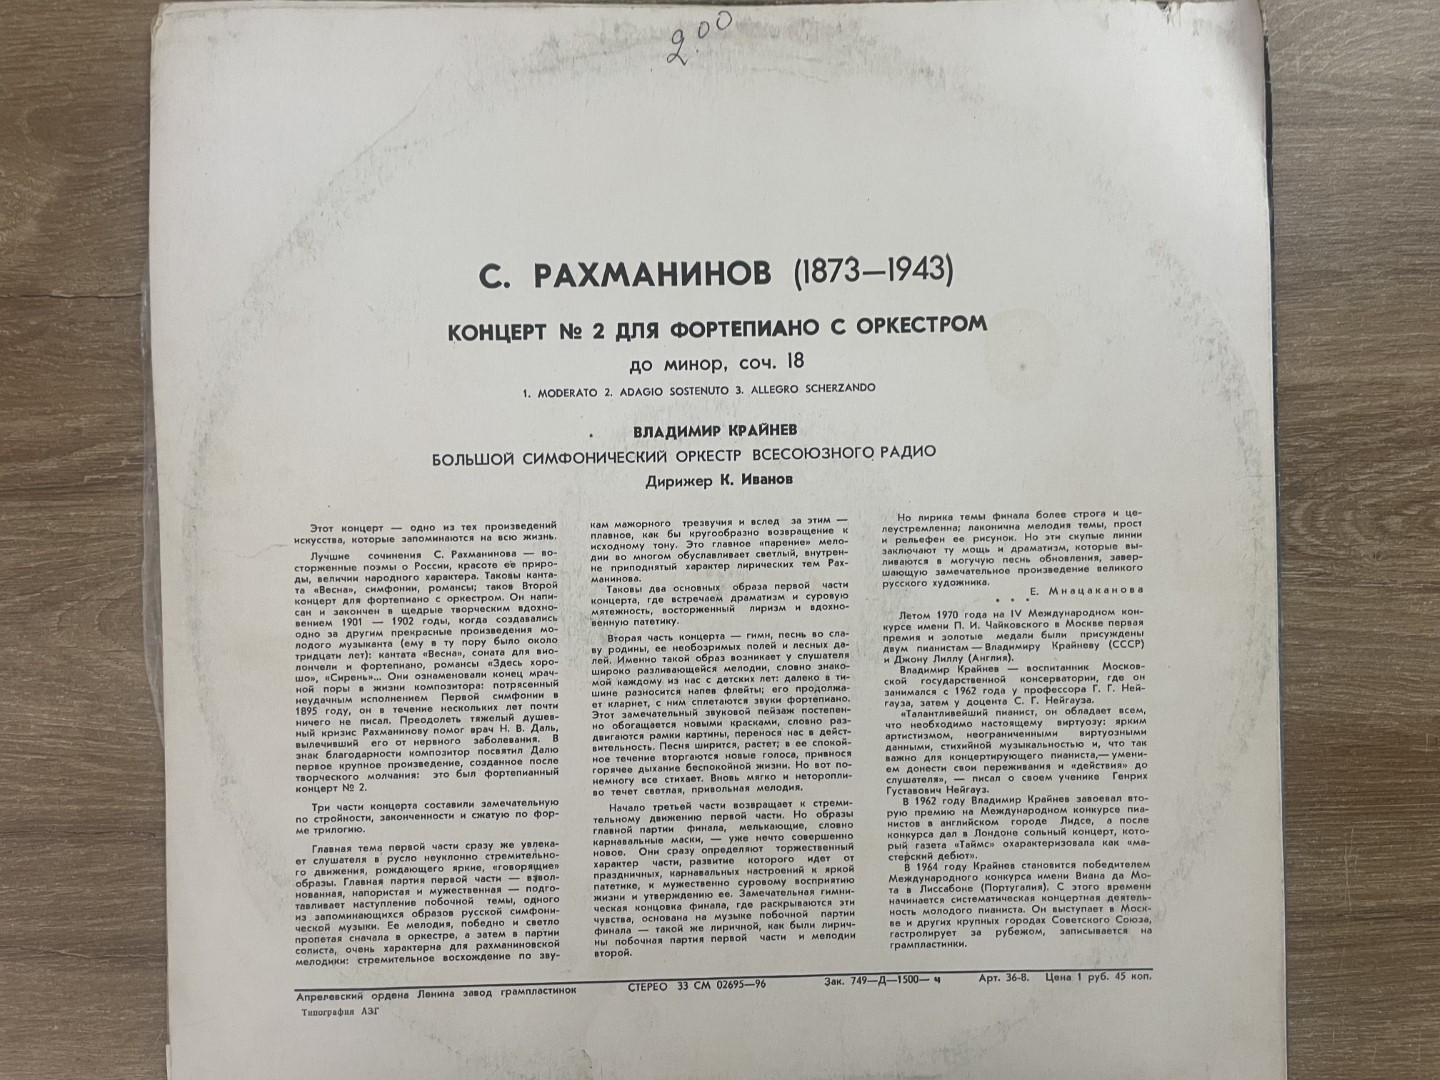 2.00
С. РАХМАНИНОВ (1873—1943)
КОНЦЕРТ № 2 ДЛЯ ФОРТЕПИАНО С ОРКЕСТРОМ
до минор, соч. 18
1. MODERATO 2. ADAGIO SOSTENUTO 3. ALLEGRO SCHERZANDO
ВЛАДИМИР КРАЙНЕВ
БОЛЬШОЙ СИМФОНИЧЕСКИЙ ОРКЕСТР ВСЕСОЮЗНОГО РАДИО
Дирижер К. Иванов
Этот концерт — одно из тех произведений
искусства, которые запоминаются на всю жизнь.
Лучшие сочинения С. Рахманинова — во-
сторженные поэмы о России, красоте ее приро-
ды, величии народного характера. Таковы канта-
та «Весна», симфонии, романсы; таков Второй
концерт для фортепиано с оркестром. Он напи-
сан и закончен в щедрые творческим вдохно-
вением 1901 — 1902 годы, когда создавались
одно за другим прекрасные произведения мо-
лодого музыканта (ему в ту пору было около
тридцати лет): кантата «Весна», соната для вио-
лончели и фортепиано, романсы «Здесь хоро-
шо», «Сирень»... Они ознаменовали конец мрач-
ной поры в жизни композитора: потрясенный
неудачным исполнением Первой симфонии в
1895 году, он в течение нескольких лет почти
ничего не писал. Преодолеть тяжелый душев-
ный кризис Рахманинову помог врач Н. В. Даль,
вылечивший его от нервного заболевания. В
знак благодарности композитор посвятил Далю
первое крупное произведение, созданное после
творческого молчания: это был фортепианный
концерт № 2.
Три части концерта составили замечательную
по стройности, законченности и сжатую по фор-
ме трилогию.
Главная тема первой части сразу же увлека-
ет слушателя в русло неуклонно стремительно-
го движения, рождающего яркие, «говорящие»
образы. Главная партия первой части — взвол-
нованная, напористая и мужественная — подго-
тавливает наступление побочной темы, одного
из запоминающихся образов русской симфони-
ческой музыки. Ее мелодия, победно и светло
пропетая сначала в оркестре, а затем в партии
солиста, очень характерна для рахманиновской
мелодики: стремительное восхождение по зву-
кам мажорного трезвучия и вслед за этим —
плавное, как бы кругообразно возвращение к
исходному тону. Это главное «парение» мело-
дии во многом обуславливает светлый, внутрен-
не приподнятый характер лирических тем Рах-
манинова.
Таковы два основных образа первой части
концерта, где встречаем драматизм и суровую
мятежность, восторженный лиризм и вдохно-
венную патетику.
Вторая часть концерта — гимн, песнь во сла-
ву родины, ее необозримых полей и лесных да-
лей. Именно такой образ возникает у слушателя
широко разливающейся мелодии, словно знако-
мой каждому из нас с детских лет: далеко в ти-
шине разносится напев флейты; его продолжа-
ет кларнет, с ним сплетаются звуки фортепиано.
Этот замечательный звуковой пейзаж постепен-
но обогащается новыми красками, словно раз-
двигаются рамки картины, перенося нас в дейст-
вительность. Песня ширится, растет; в ее спокой-
ное течение вторгаются новые голоса, привнося
горячее дыхание беспокойной жизни. Но вот по-
немногу все стихает. Вновь мягко и неторопли-
во течет светлая, привольная мелодия.
Начало третьей части возвращает к стреми-
тельному движению первой части. Но образы
главной партии финала, мелькающие, словно
карнавальные маски, — уже нечто совершенно
новое. Они сразу определяют торжественный
характер части, развитие которого идет от
праздничных, карнавальных настроений к яркой
патетике, к мужественно суровому восприятию
жизни и утверждению ее. Замечательная гимни-
ческая концовка финала, где раскрываются эти
чувства, основана на музыке побочной партии
финала — такой же лиричной, как были лирич-
ны побочная партия первой части и мелодии
второй.
Но лирика темы финала более строга и це-
леустремленна; лаконична мелодия темы, прост
и рельефен ее рисунок. Но эти скупые линии
заключают ту мощь и драматизм, которые вы-
ливаются в могучую песнь обновления, завер-
шающую замечательное произведение великого
русского художника.
Е. Мнацаканова
* * *
Летом 1970 года на IV Международном кон-
курсе имени П. И. Чайковского в Москве первая
премия и золотые медали были присуждены
двум пианистам — Владимиру Крайневу (СССР)
и Джону Лиллу (Англия).
Владимир Крайнев — воспитанник Москов-
ской государственной консерватории, где он
занимался с 1962 года у профессора Г. Г. Ней-
гауза, затем у доцента С. Г. Нейгауза.
«Талантливейший пианист, он обладает всем,
что необходимо настоящему виртуозу: ярким
артистизмом, неограниченными виртуозными
данными, стихийной музыкальностью и, что так
важно для концертирующего пианиста,— умени-
ем донести свои переживания и «действия» до
слушателя», — писал о своем ученике Генрих
Густавович Нейгауз.
В 1962 году Владимир Крайнев завоевал вто-
рую премию на Международном конкурсе пиа-
нистов в английском городе Лидсе, а после
конкурса дал в Лондоне сольный концерт, кото-
рый газета «Таймс» охарактеризовала как «ма-
стерский дебют».
В 1964 году Крайнев становится победителем
Международного конкурса имени Виана да Мо-
та в Лиссабоне (Португалия). С этого времени
начинается систематическая концертная деятель-
ность молодого пианиста. Он выступает в Моск-
ве и других крупных городах Советского Союза,
гастролирует за рубежом, записывается на
грампластинки.
Апрелевский ордена Ленина завод грампластинок СТЕРЕО 33 СМ 02695—96 Зак. 749—Д—1500— ч Арт. 36-8. Цена 1 руб. 45 коп.
Типография АЗГ